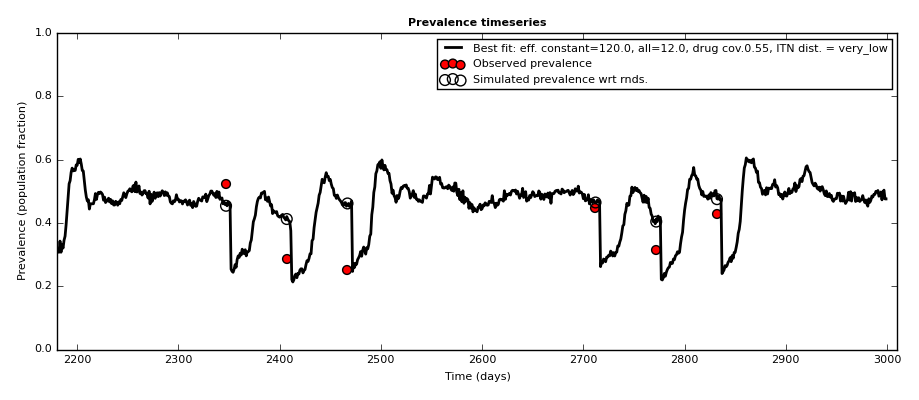 Prevalence timeseries
Best fit: eff. constant=120.0, all=12.0, drug cov.0.55, ITN dist. = very_low
Observed prevalence
Simulated prevalence wrt rnds.
Prevalence (population fraction)
1.0
0.8
0.6
0.4
0.2
0.0
2200 2300 2400 2500 2600 2700 2800 2900 3000
Time (days)